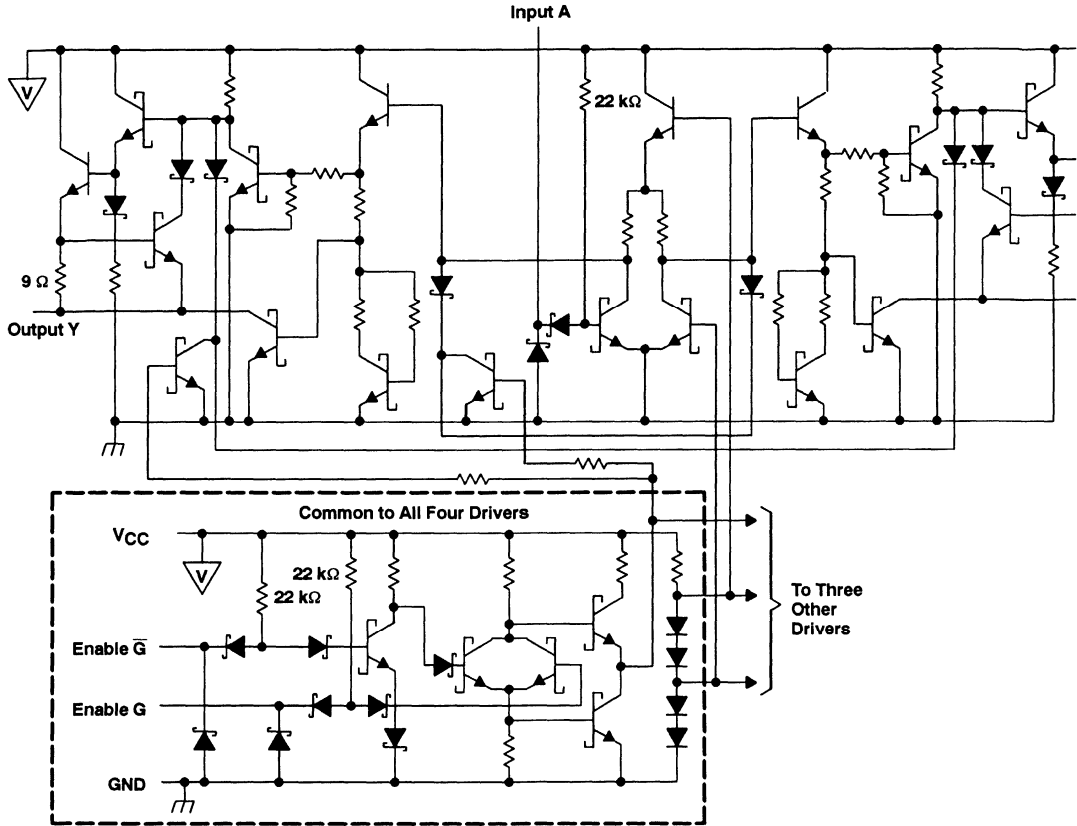 Input A
V
22 kΩ
9 Ω
Output Y
Common to All Four Drivers
VCC
V
22 kΩ
22 kΩ
To Three
Other
Drivers
Enable G̅
Enable G
GND